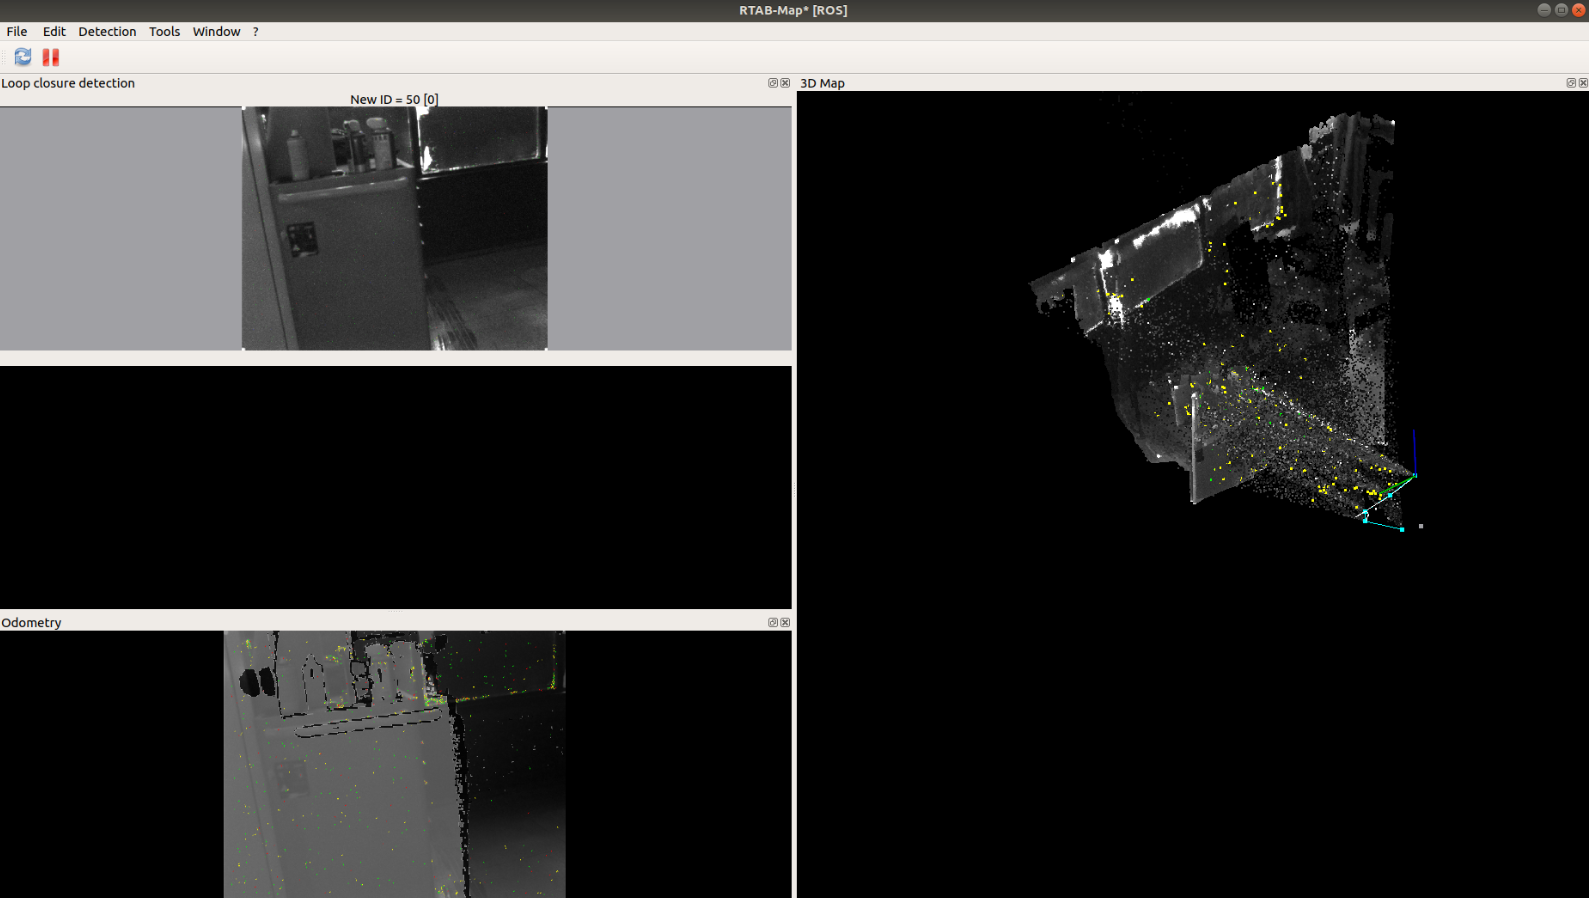 RTAB-Map* [ROS]
File Edit Detection Tools Window ?
Loop closure detection
New ID = 50 [0]
Odometry
3D Map